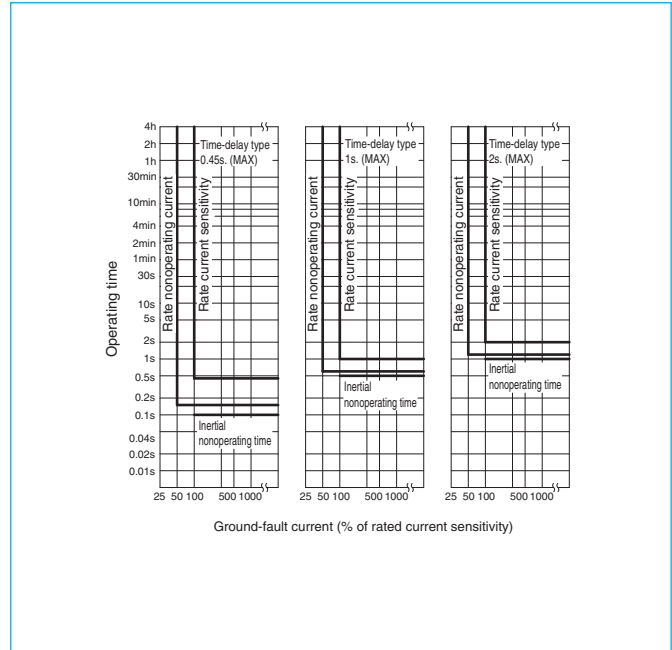 Operating time
4h
2h
1h
30min
10min
4min
2min
1min
30s
10s
5s
2s
1s
0.5s
0.2s
0.1s
0.04s
0.02s
0.01s
Rate nonoperating current
Rate current sensitivity
Time-delay type
0.45s. (MAX)
Inertial
nonoperating time
25 50 100 500 1000
Rate nonoperating current
Rate current sensitivity
Time-delay type
1s. (MAX)
Inertial
nonoperating time
25 50 100 500 1000
Rate nonoperating current
Rate current sensitivity
Time-delay type
2s. (MAX)
Inertial
nonoperating time
25 50 100 500 1000
Ground-fault current (% of rated current sensitivity)